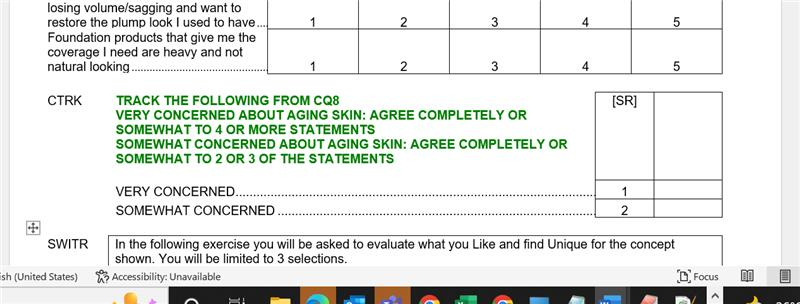 losing volume/sagging and want to
restore the plump look I used to have.... 1 2 3 4 5
Foundation products that give me the
coverage I need are heavy and not
natural looking............................................. 1 2 3 4 5
CTRK TRACK THE FOLLOWING FROM CQ8 [SR]
VERY CONCERNED ABOUT AGING SKIN: AGREE COMPLETELY OR
SOMEWHAT TO 4 OR MORE STATEMENTS
SOMEWHAT CONCERNED ABOUT AGING SKIN: AGREE COMPLETELY OR
SOMEWHAT TO 2 OR 3 OF THE STATEMENTS
VERY CONCERNED.................................................................................................... 1
SOMEWHAT CONCERNED ........................................................................................ 2
SWITR In the following exercise you will be asked to evaluate what you Like and find Unique for the concept
shown. You will be limited to 3 selections.
sh (United States) Accessibility: Unavailable Focus